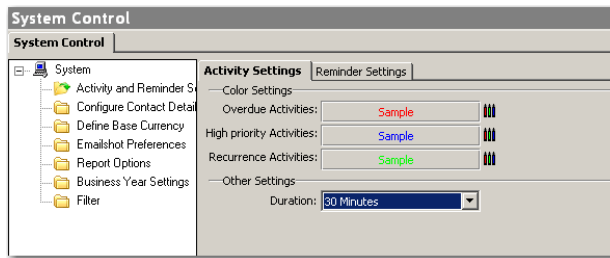 System Control
System Control
System
Activity and Reminder S
Configure Contact Detail
Define Base Currency
Emailshot Preferences
Report Options
Business Year Settings
Filter
Activity Settings
Reminder Settings
Color Settings
Overdue Activities: Sample
High priority Activities: Sample
Recurrence Activities: Sample
Other Settings
Duration: 30 Minutes